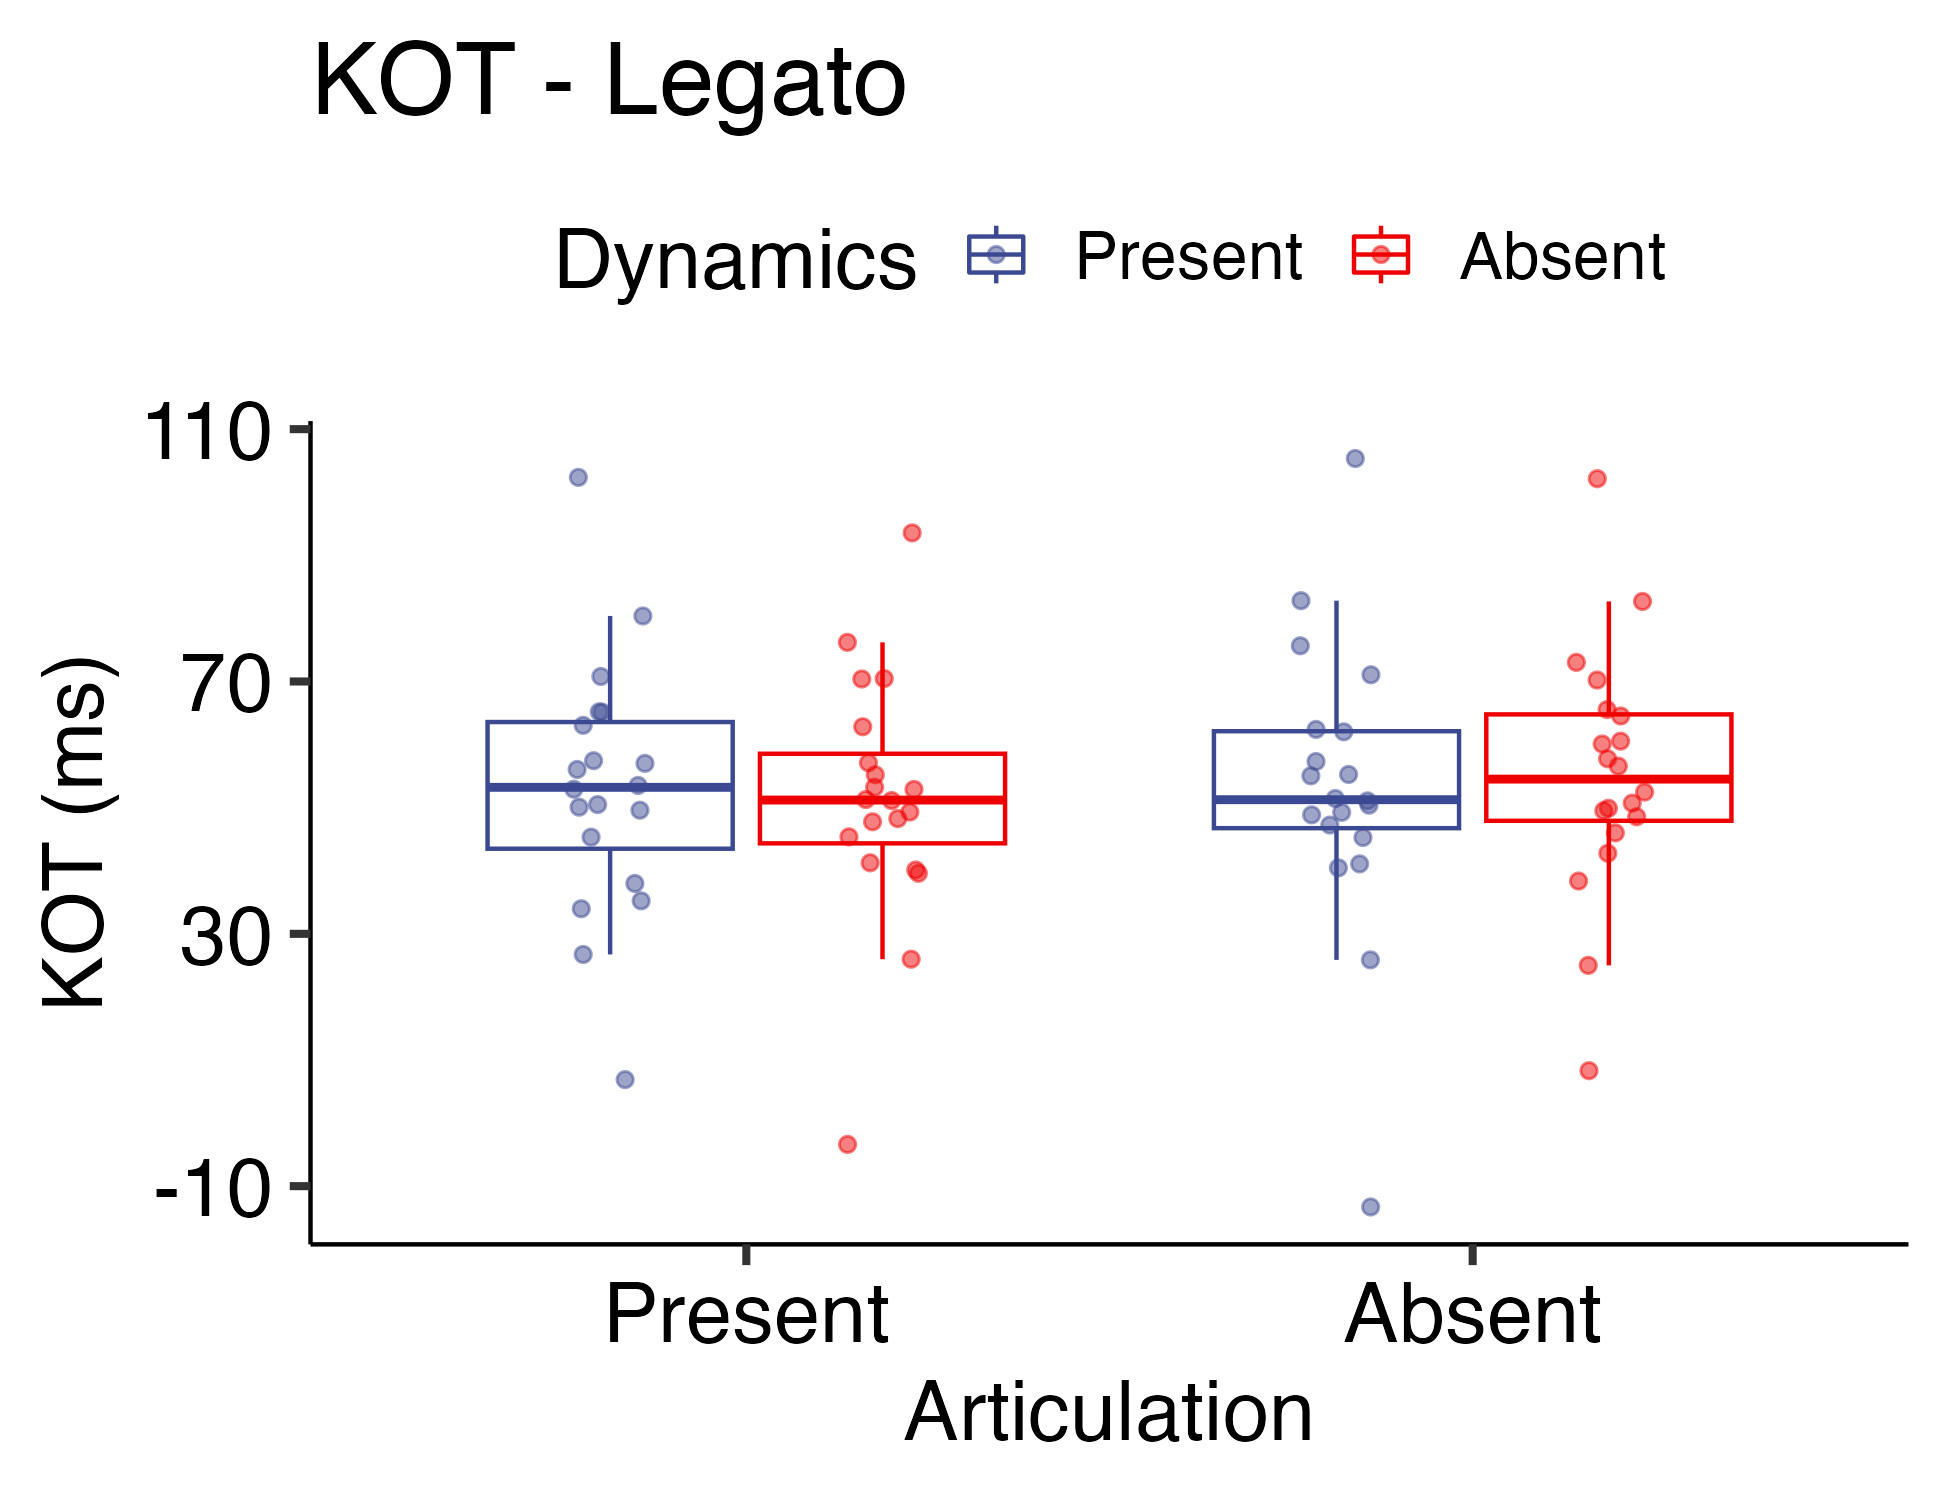 KOT - Legato
Dynamics Present Absent
110
70
30
-10
KOT (ms)
Present Absent
Articulation